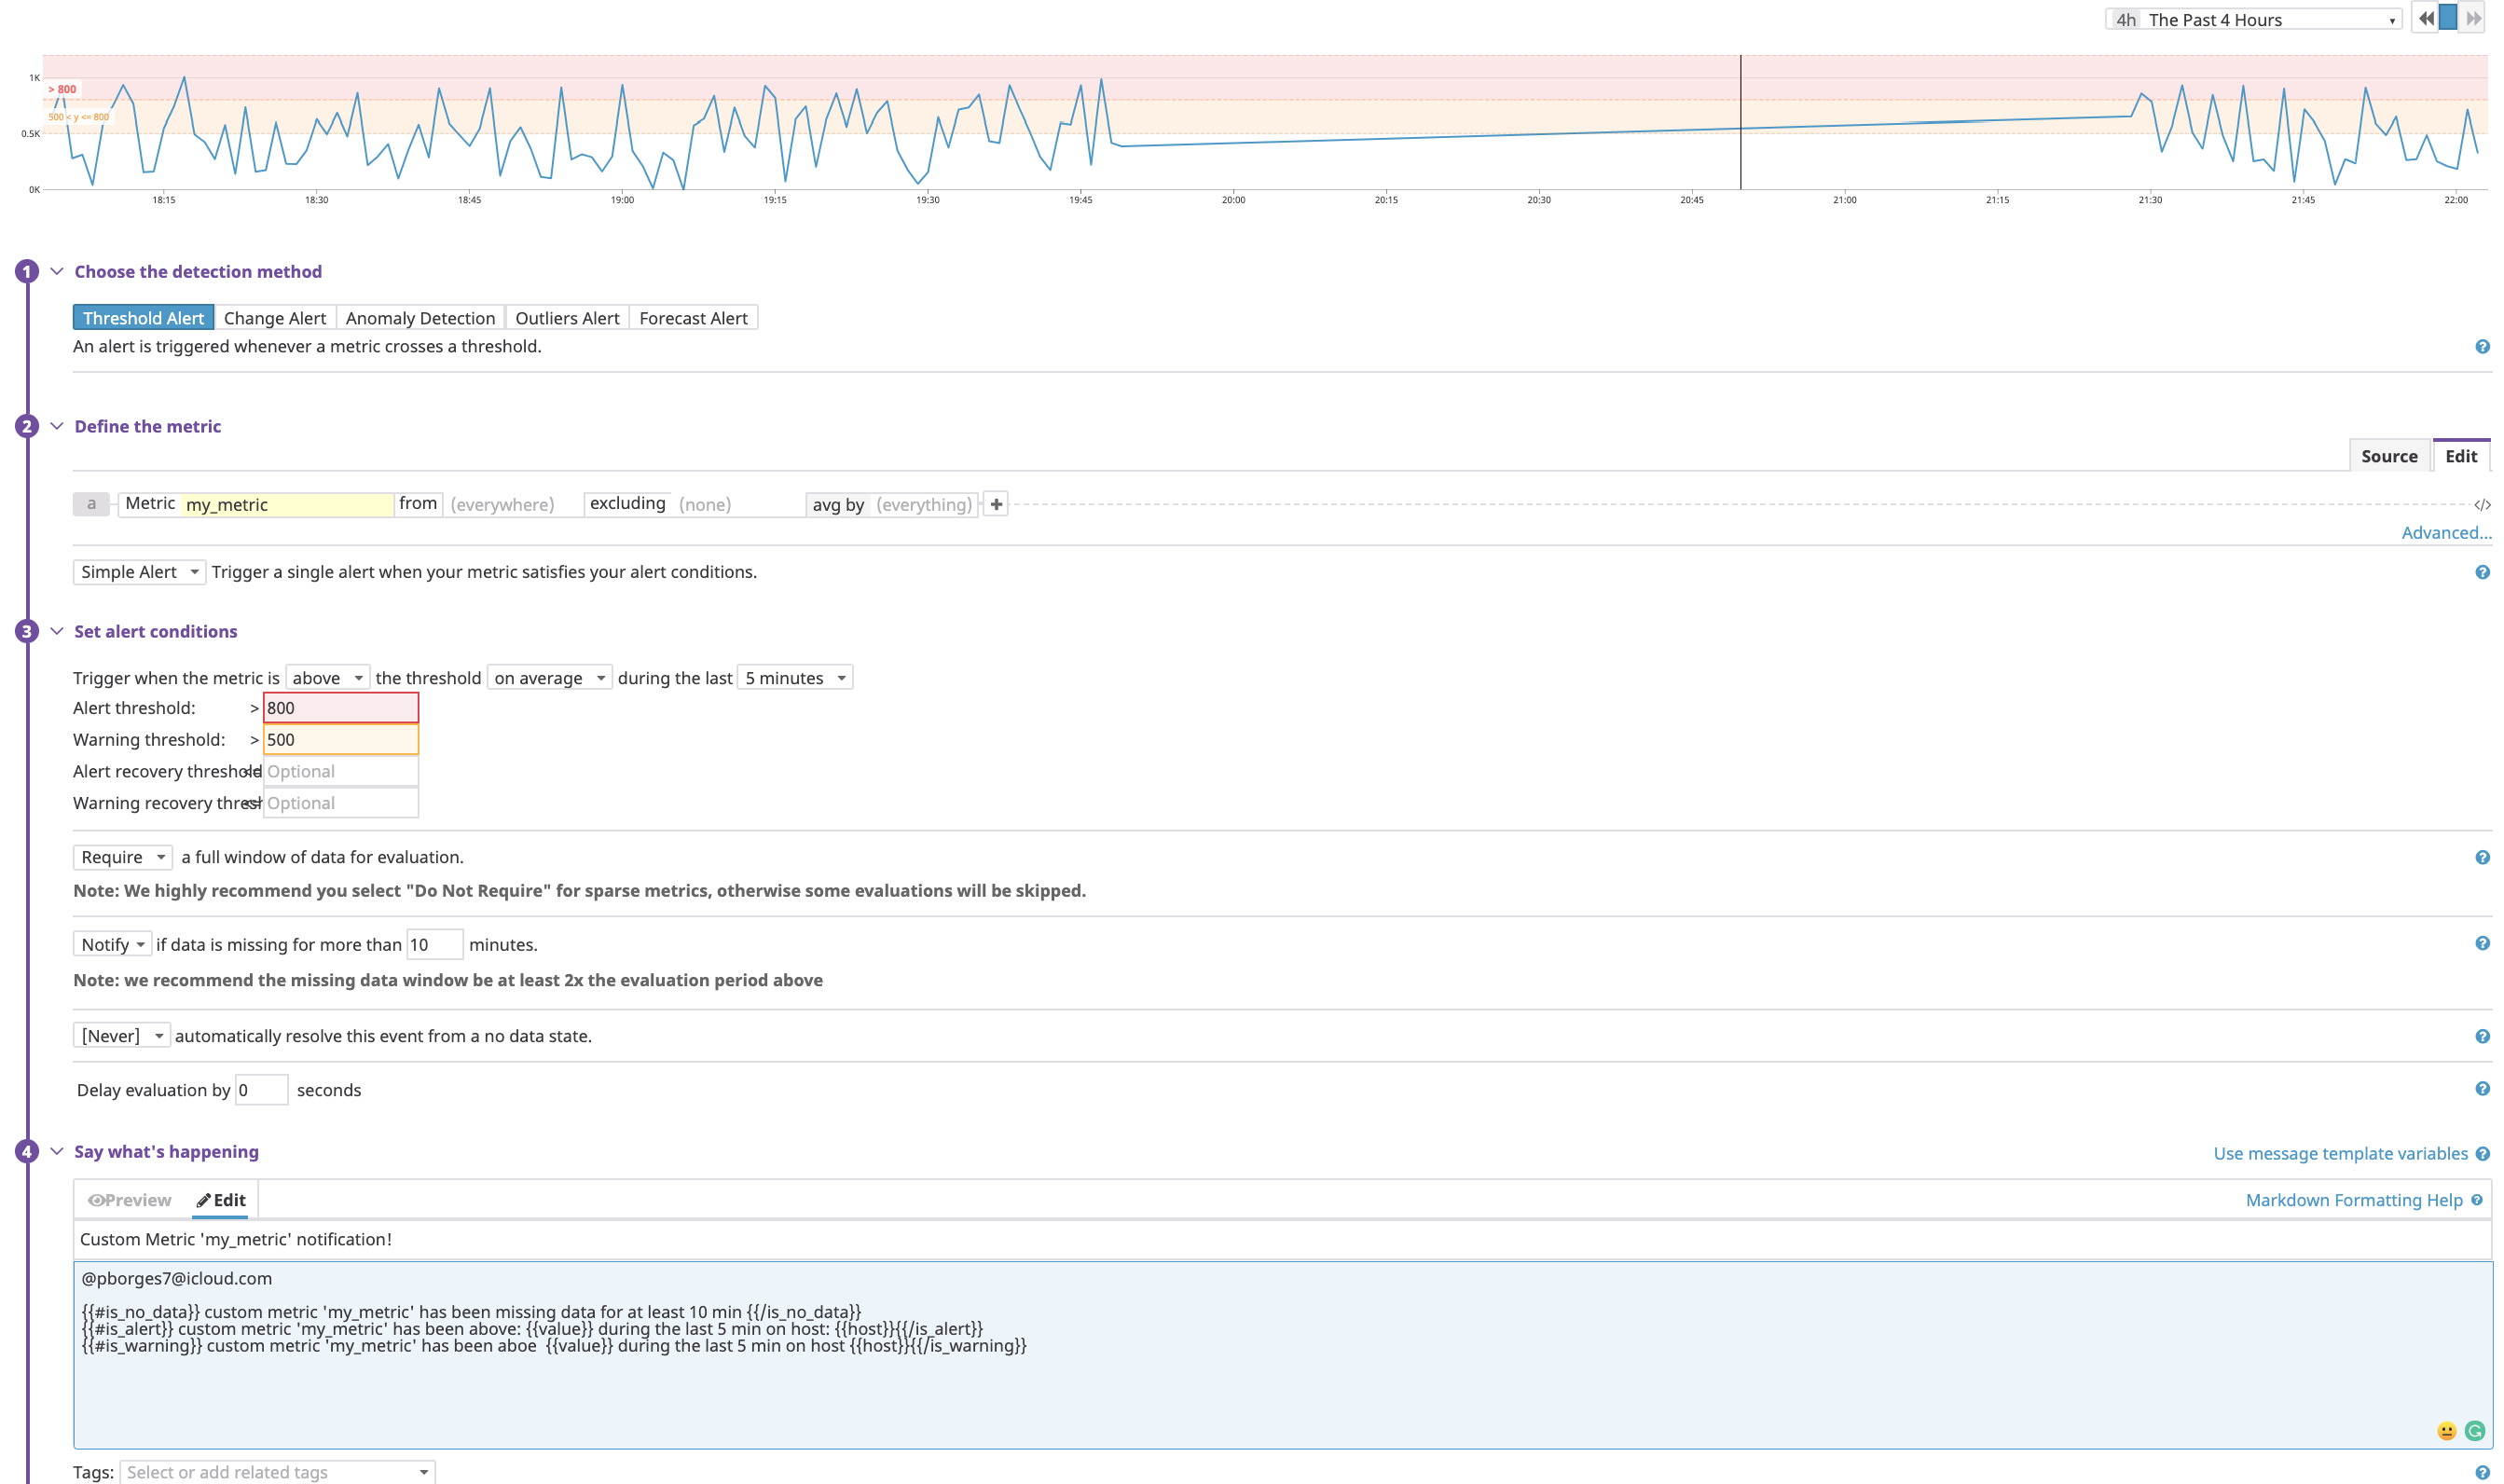 4h The Past 4 Hours
1K
> 800
500 < y <= 800
0.5K
0K
18:15 18:30 18:45 19:00 19:15 19:30 19:45 20:00 20:15 20:30 20:45 21:00 21:15 21:30 21:45 22:00
1 Choose the detection method
Threshold Alert Change Alert Anomaly Detection Outliers Alert Forecast Alert
An alert is triggered whenever a metric crosses a threshold.
2 Define the metric
Source Edit
a Metric my_metric from (everywhere) excluding (none) avg by (everything) + </>
Advanced...
Simple Alert Trigger a single alert when your metric satisfies your alert conditions.
3 Set alert conditions
Trigger when the metric is above the threshold on average during the last 5 minutes
Alert threshold: > 800
Warning threshold: > 500
Alert recovery threshold <= Optional
Warning recovery thresh <= Optional
Require a full window of data for evaluation.
Note: We highly recommend you select "Do Not Require" for sparse metrics, otherwise some evaluations will be skipped.
Notify if data is missing for more than 10 minutes.
Note: we recommend the missing data window be at least 2x the evaluation period above
[Never] automatically resolve this event from a no data state.
Delay evaluation by 0 seconds
4 Say what's happening Use message template variables
Preview Edit Markdown Formatting Help
Custom Metric 'my_metric' notification!
@pborges7@icloud.com
{{#is_no_data}} custom metric 'my_metric' has been missing data for at least 10 min {{/is_no_data}}
{{#is_alert}} custom metric 'my_metric' has been above: {{value}} during the last 5 min on host: {{host}}{{/is_alert}}
{{#is_warning}} custom metric 'my_metric' has been aboe {{value}} during the last 5 min on host {{host}}{{/is_warning}}
Tags: Select or add related tags